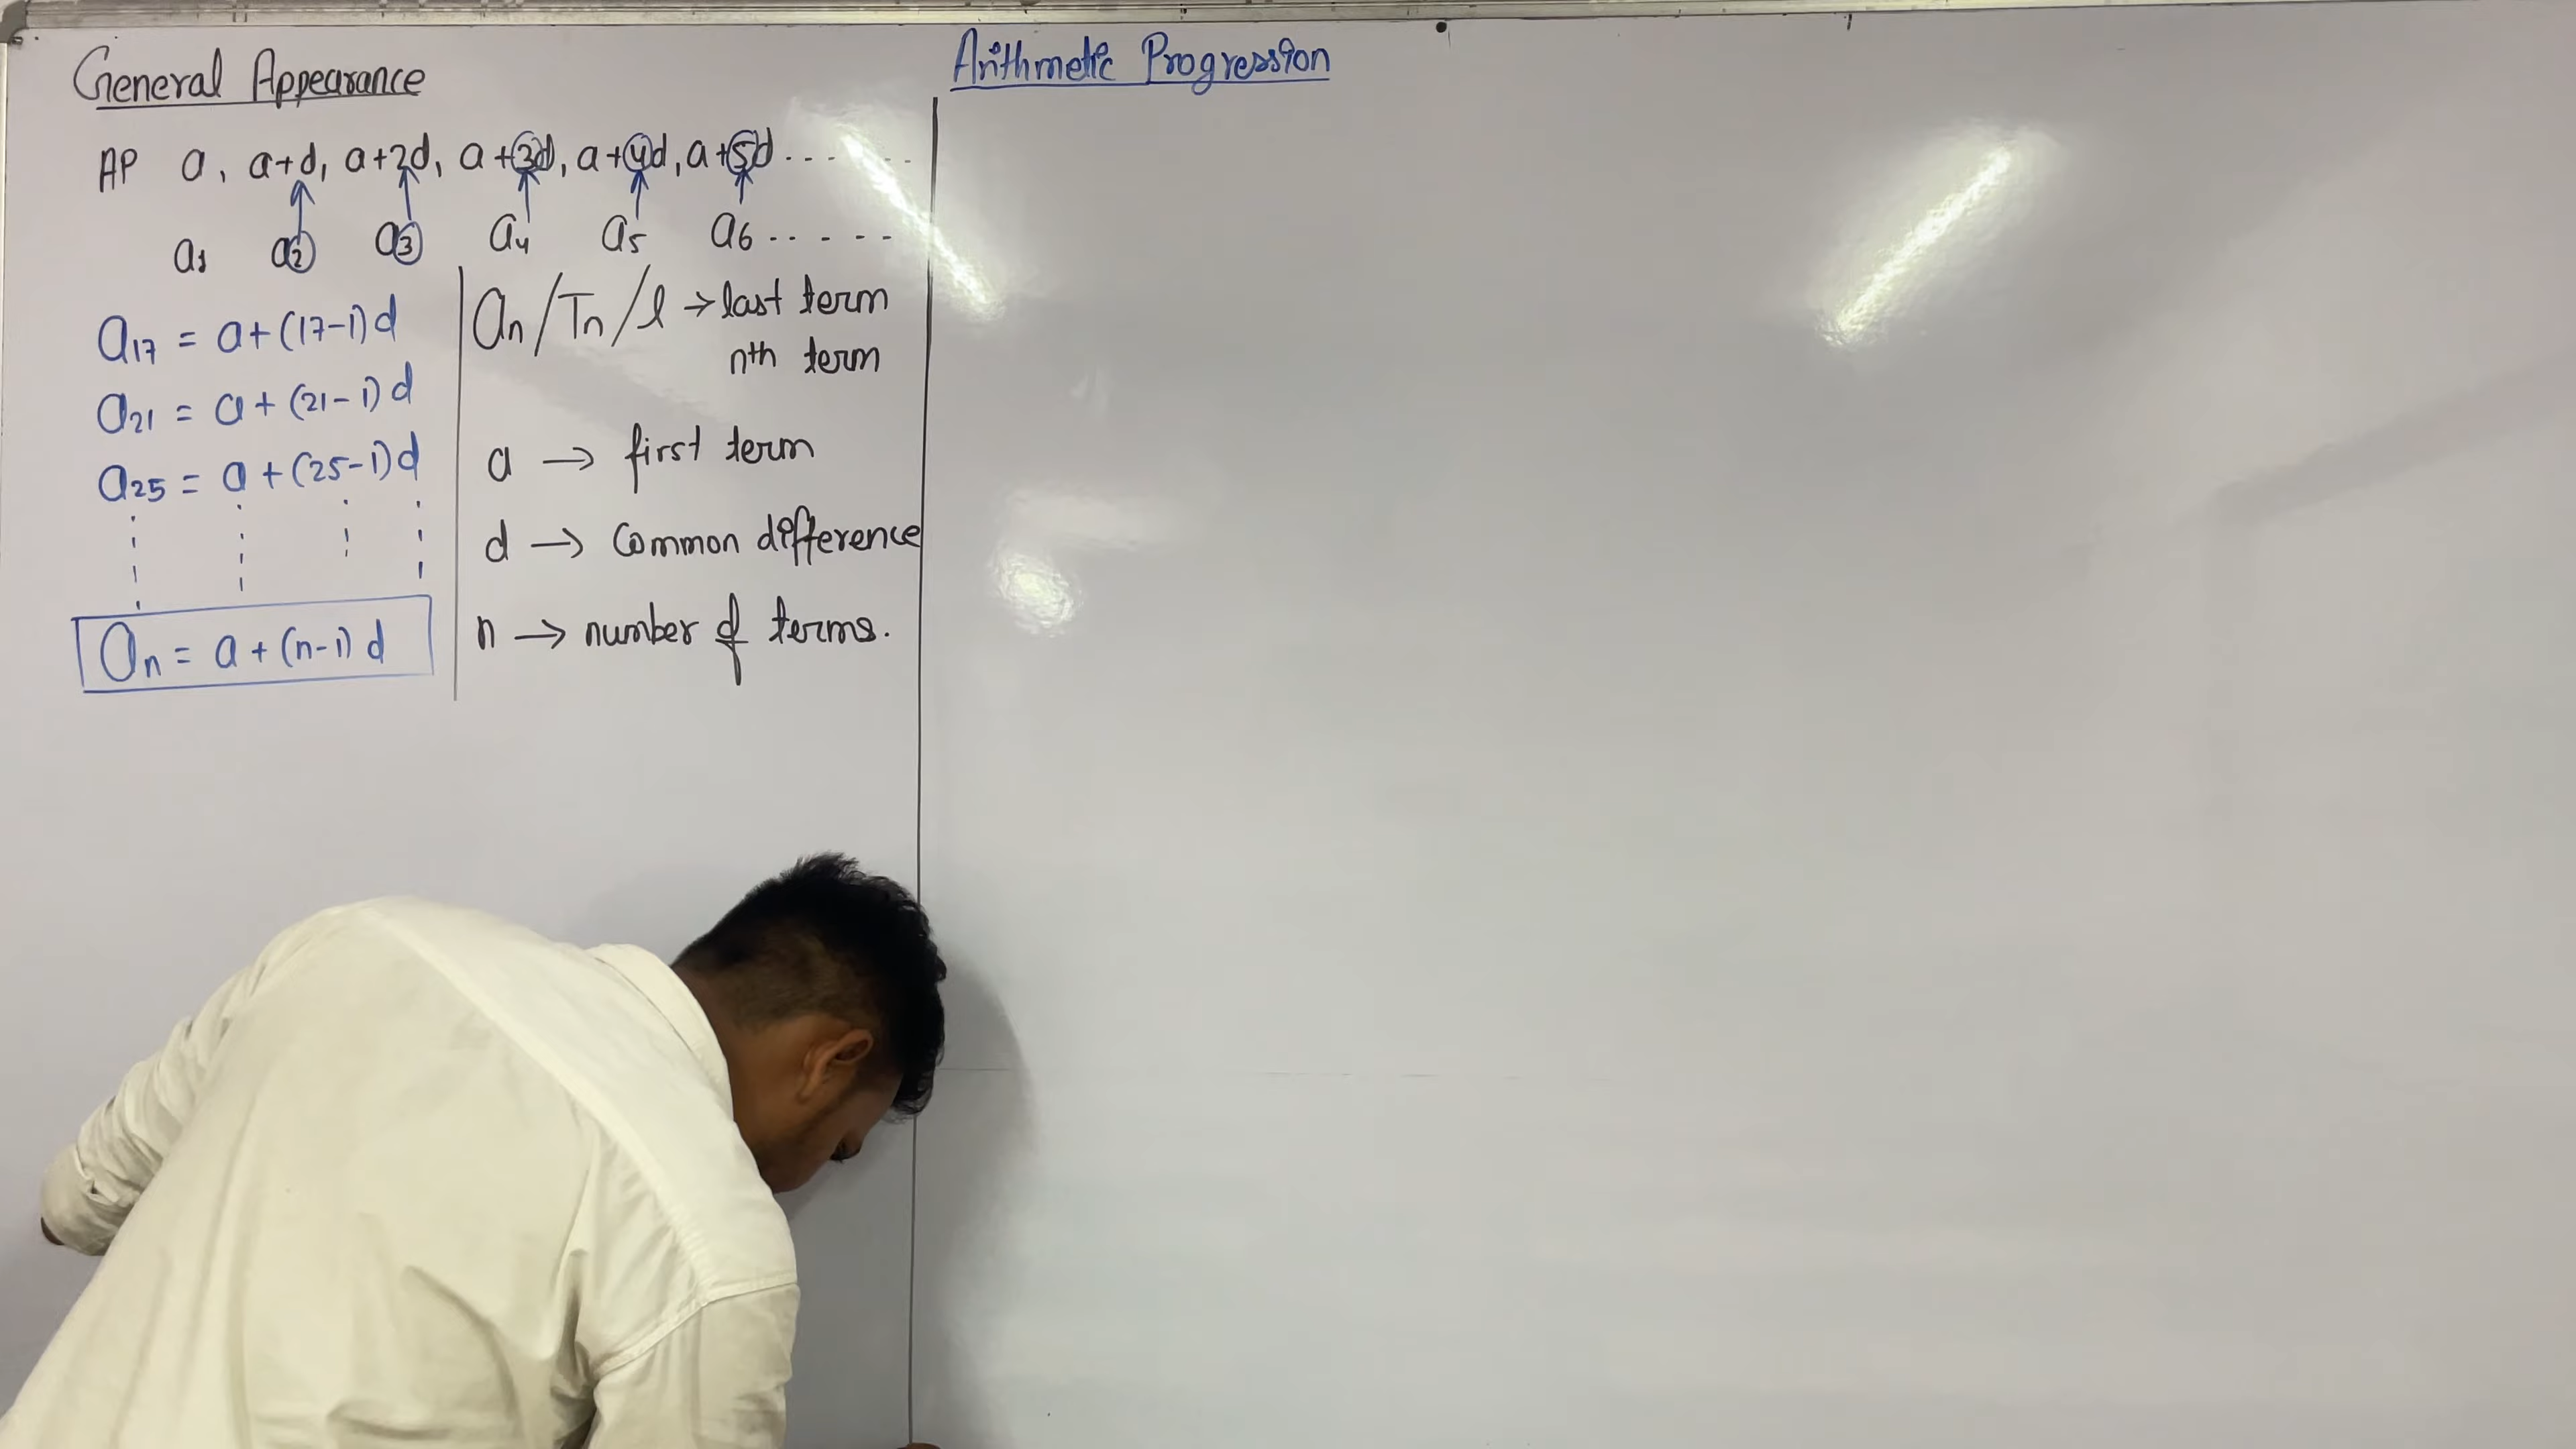 General Appearance
Arithmetic Progression
AP a, a+d, a+2d, a+3d, a+4d, a+5d ......
a1 a2 a3 a4 a5 a6 .....
a17 = a+(17-1)d
a21 = a+(21-1)d
a25 = a+(25-1)d
an = a+(n-1)d
an/Tn/l → last term
nth term
a → first term
d → Common difference
n → number of terms.